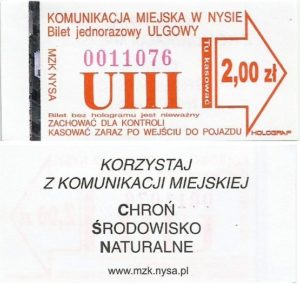 KOMUNIKACJA MIEJSKA W NYSIE
Bilet jednorazowy ULGOWY
MZK NYSA
0011076
UIII
Tu kasować
2,00 zł
Bilet bez hologramu jest nieważny
ZACHOWAĆ DLA KONTROLI
KASOWAĆ ZARAZ PO WEJŚCIU DO POJAZDU
HOLOGRAF
KORZYSTAJ
Z KOMUNIKACJI MIEJSKIEJ
CHROŃ
ŚRODOWISKO
NATURALNE
www.mzk.nysa.pl